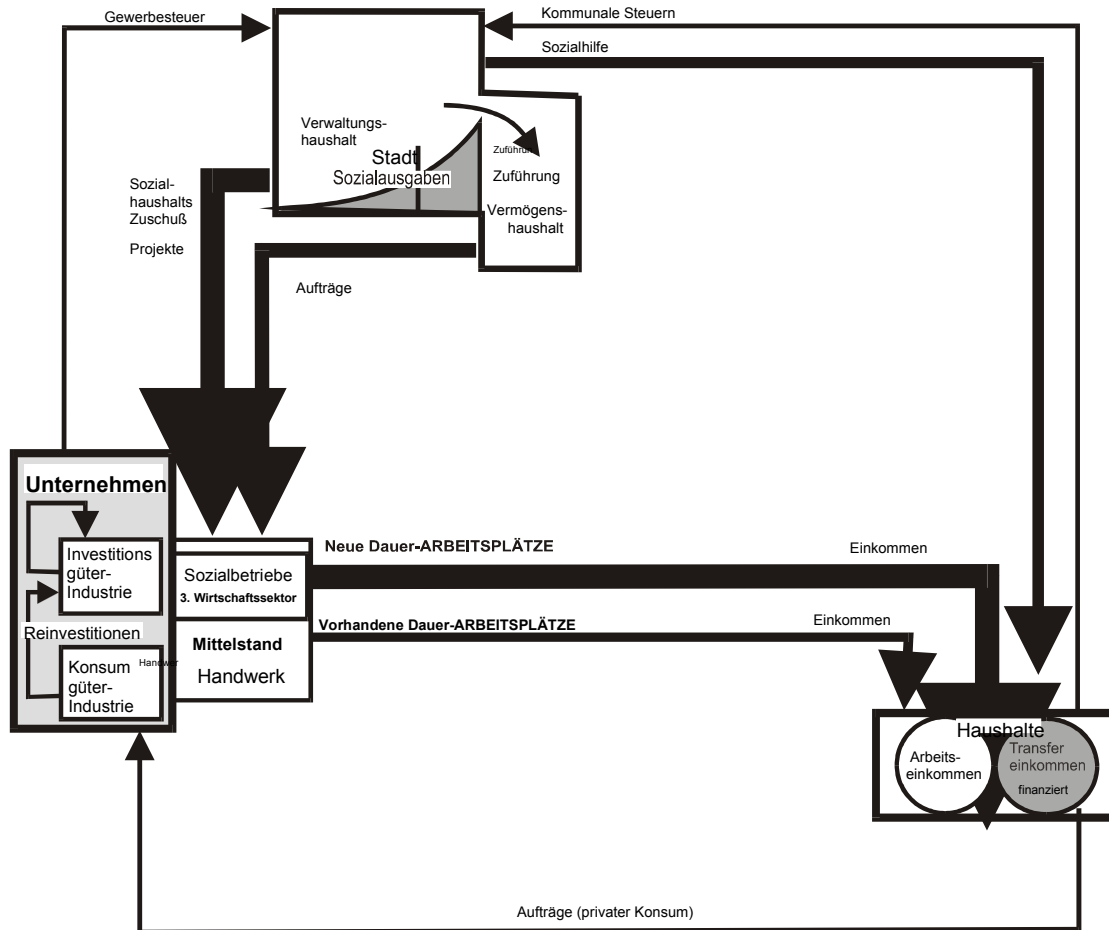 Gewerbesteuer
Kommunale Steuern
Sozialhilfe
Verwaltungs-
haushalt
Stadt
Sozialausgaben
Zuführung
Zuführung
Vermögens-
haushalt
Sozial-
haushalts
Zuschuß
Projekte
Aufträge
Unternehmen
Investitions
güter-
Industrie
Reinvestitionen
Konsum
güter-
Industrie
Handwer
Sozialbetriebe
3. Wirtschaftssektor
Mittelstand
Handwerk
Neue Dauer-ARBEITSPLÄTZE
Einkommen
Vorhandene Dauer-ARBEITSPLÄTZE
Einkommen
Haushalte
Arbeits-
einkommen
Transfer
einkommen
finanziert
Aufträge (privater Konsum)